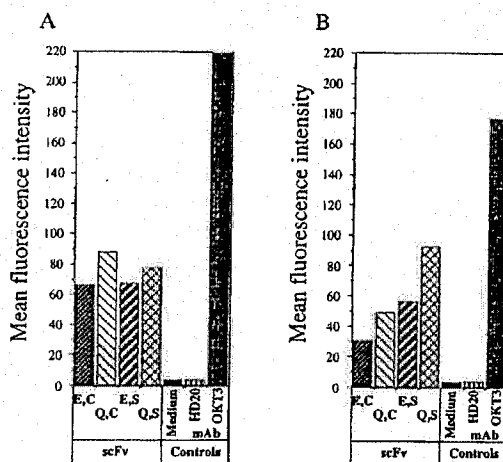 A
Mean fluorescence intensity
220
200
180
160
140
120
100
80
60
40
20
0
E,C
Q,C
E,S
Q,S
Medium
HD20
OKT3
mAb
scFv
Controls
B
Mean fluorescence intensity
220
200
180
160
140
120
100
80
60
40
20
0
E,C
Q,C
E,S
Q,S
Medium
HD20
OKT3
mAb
scFv
Controls